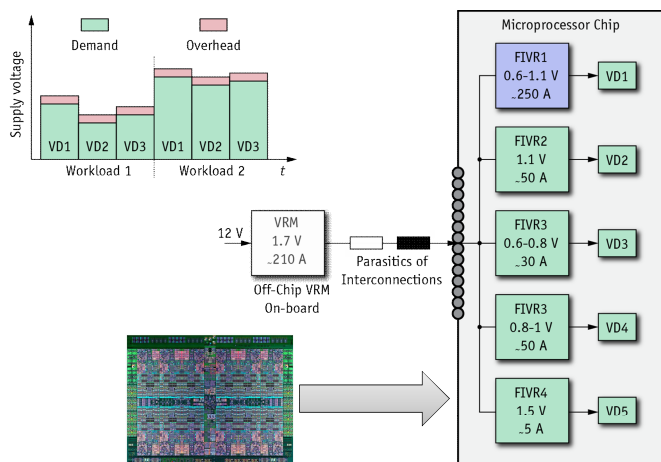 Demand
Overhead
Supply voltage
VD1
VD2
VD3
VD1
VD2
VD3
Workload 1
Workload 2
t
12 V
VRM
1.7 V
~210 A
Off-Chip VRM
On-board
Parasitics of
Interconnections
Microprocessor Chip
FIVR1
0.6-1.1 V
~250 A
VD1
FIVR2
1.1 V
~50 A
VD2
FIVR3
0.6-0.8 V
~30 A
VD3
FIVR3
0.8-1 V
~50 A
VD4
FIVR4
1.5 V
~5 A
VD5